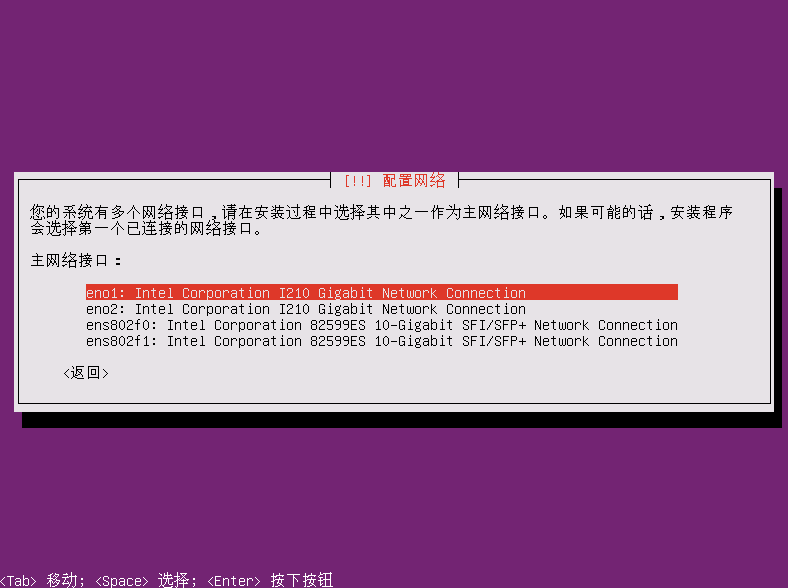 [!!] 配置网络
您的系统有多个网络接口，请在安装过程中选择其中之一作为主网络接口。如果可能的话，安装程序
会选择第一个已连接的网络接口。
主网络接口：
eno1: Intel Corporation I210 Gigabit Network Connection
eno2: Intel Corporation I210 Gigabit Network Connection
ens802f0: Intel Corporation 82599ES 10-Gigabit SFI/SFP+ Network Connection
ens802f1: Intel Corporation 82599ES 10-Gigabit SFI/SFP+ Network Connection
<返回>
<Tab> 移动; <Space> 选择; <Enter> 按下按钮